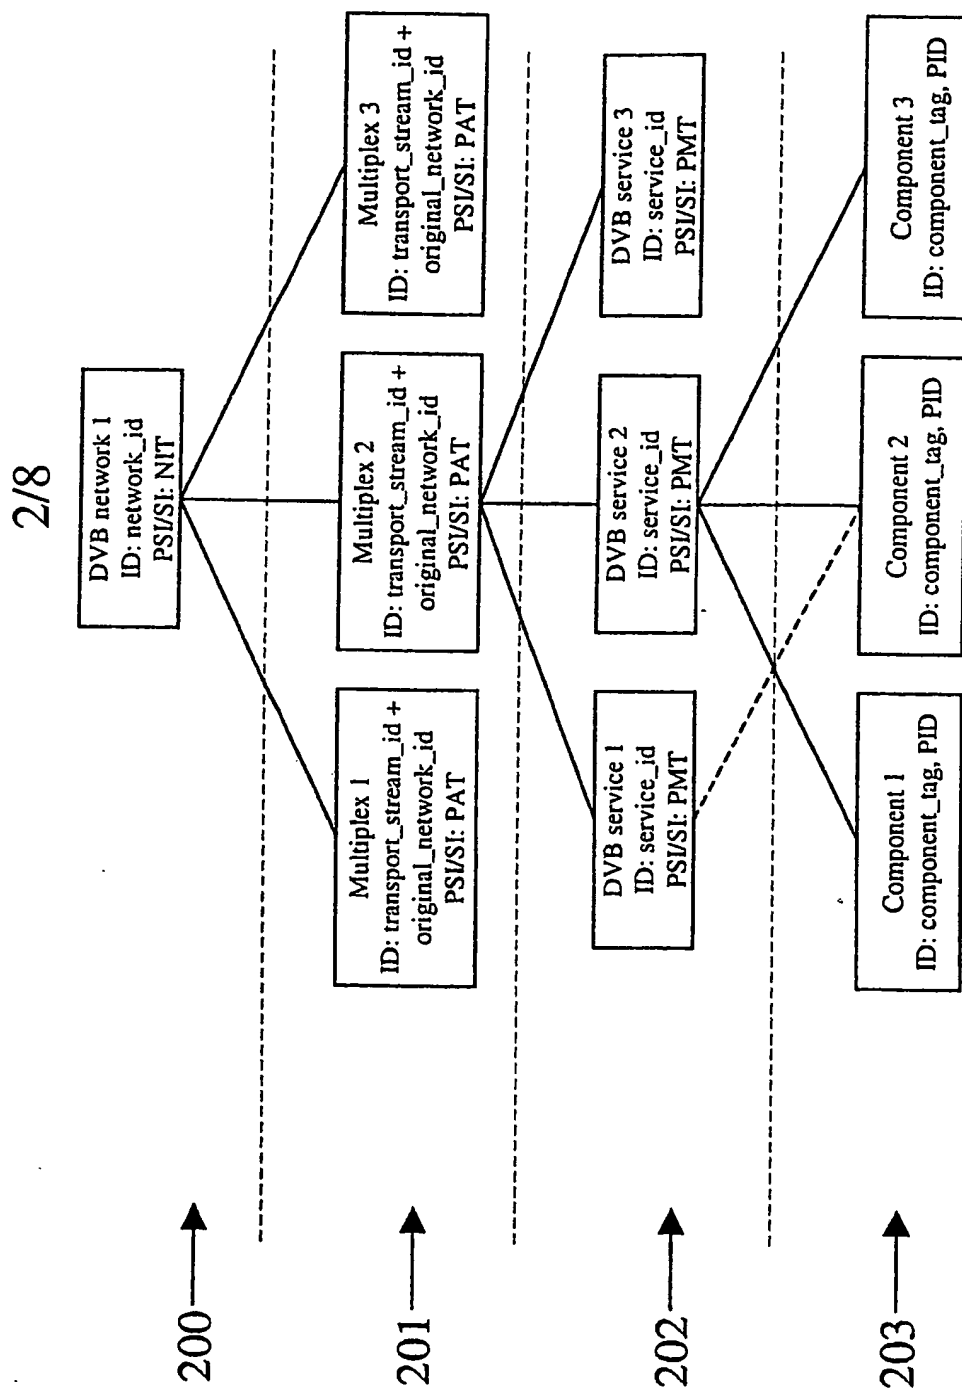 2/8
200
DVB network 1
ID: network_id
PSI/SI: NIT
201
Multiplex 1
ID: transport_stream_id +
original_network_id
PSI/SI: PAT
Multiplex 2
ID: transport_stream_id +
original_network_id
PSI/SI: PAT
Multiplex 3
ID: transport_stream_id +
original_network_id
PSI/SI: PAT
202
DVB service 1
ID: service_id
PSI/SI: PMT
DVB service 2
ID: service_id
PSI/SI: PMT
DVB service 3
ID: service_id
PSI/SI: PMT
203
Component 1
ID: component_tag, PID
Component 2
ID: component_tag, PID
Component 3
ID: component_tag, PID